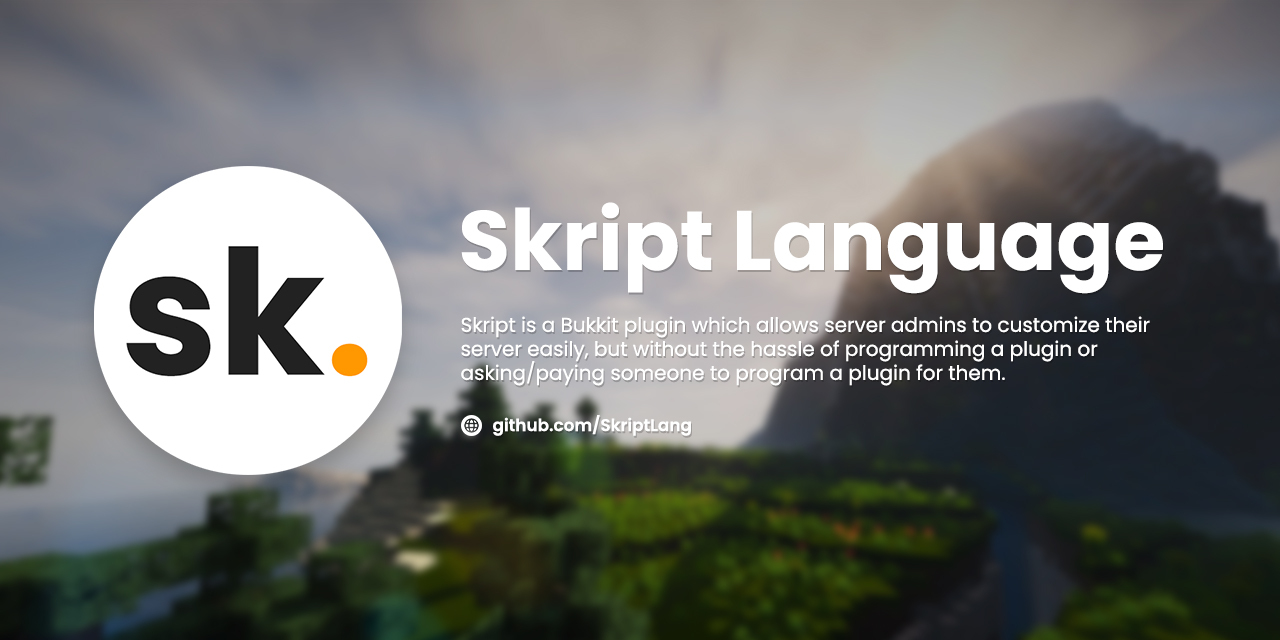 sk.
Skript Language
Skript is a Bukkit plugin which allows server admins to customize their
server easily, but without the hassle of programming a plugin or
asking/paying someone to program a plugin for them.
github.com/SkriptLang